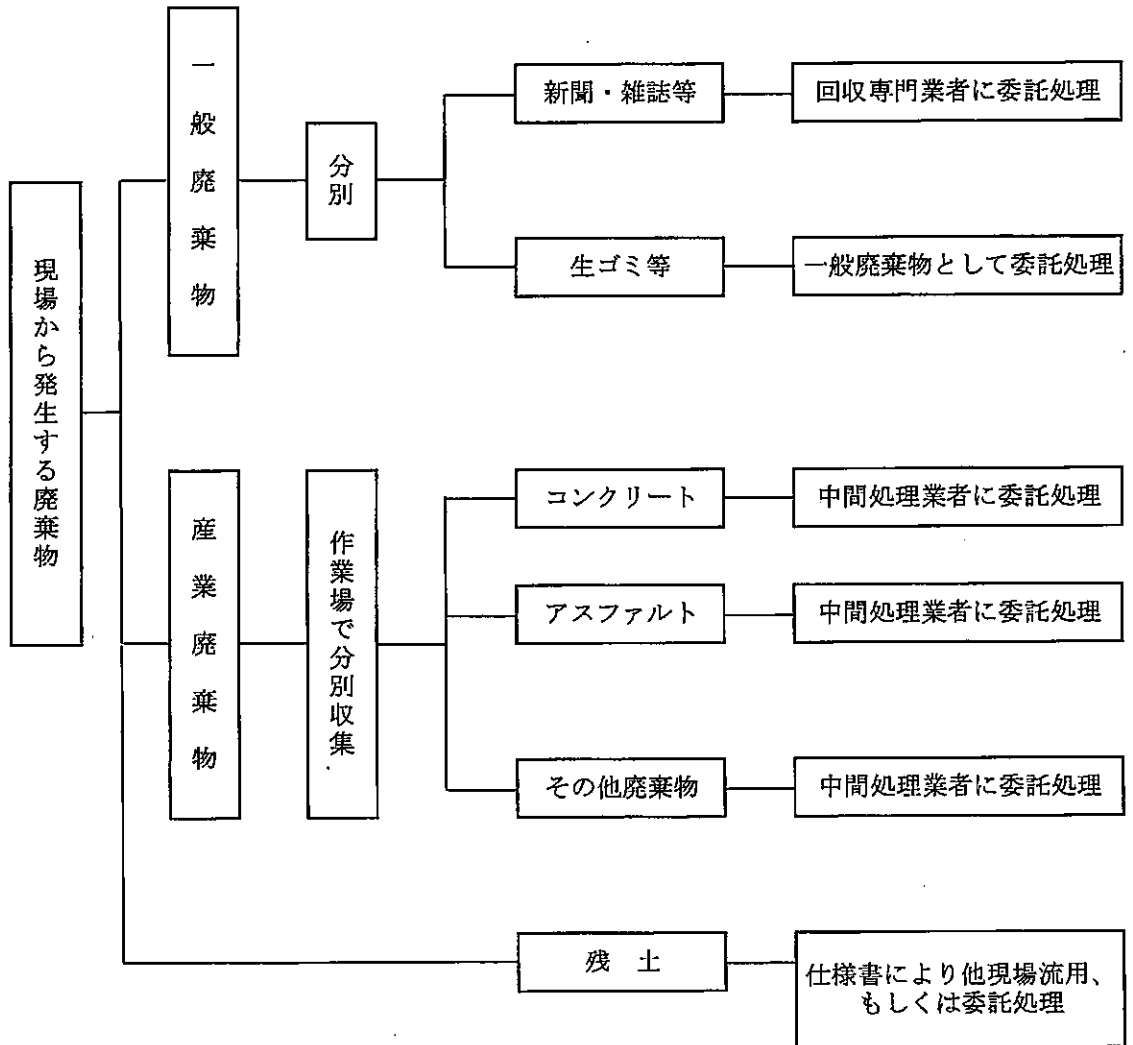 現場から発生する廃棄物
一般廃棄物
分別
新聞・雑誌等
回収専門業者に委託処理
生ゴミ等
一般廃棄物として委託処理
産業廃棄物
作業場で分別収集
コンクリート
中間処理業者に委託処理
アスファルト
中間処理業者に委託処理
その他廃棄物
中間処理業者に委託処理
残　土
仕様書により他現場流用、
もしくは委託処理